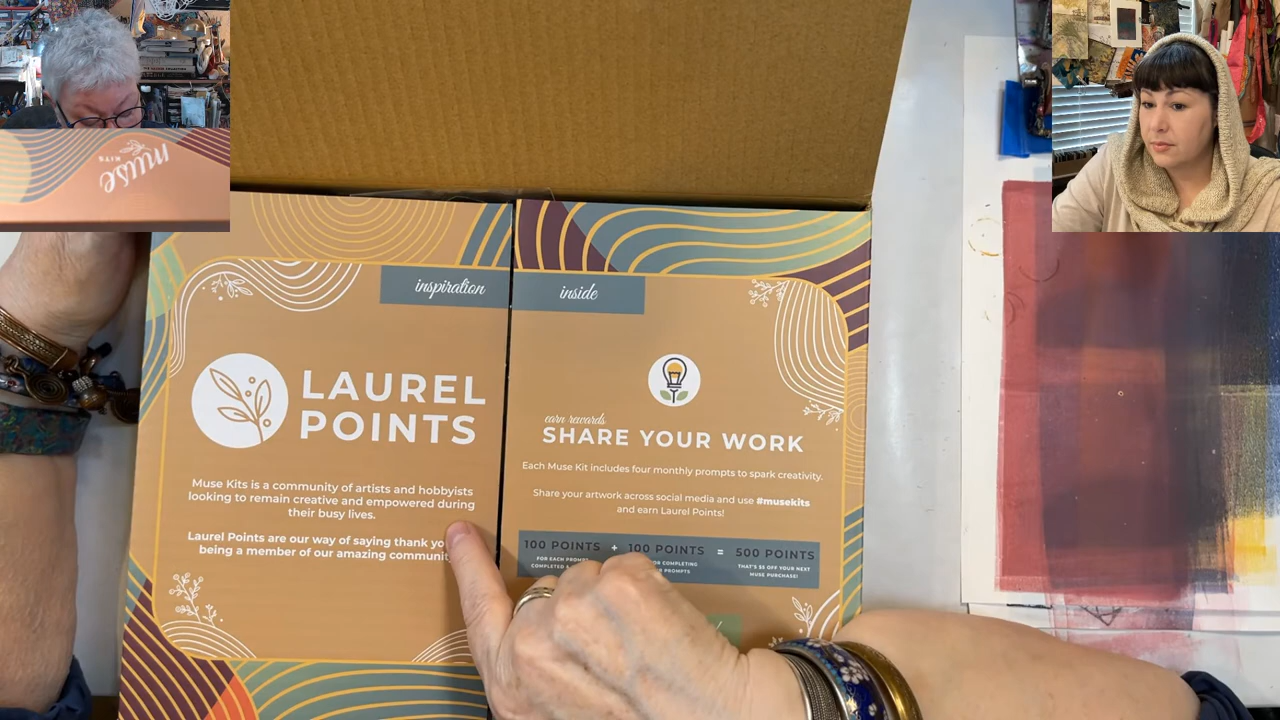 muse
KITS
inspiration
inside
LAUREL
POINTS
Muse Kits is a community of artists and hobbyists
looking to remain creative and empowered during
their busy lives.
Laurel Points are our way of saying thank
being a member of our amazing
earn rewards
SHARE YOUR WORK
Each Muse Kit includes four monthly prompts to spark creativity.
Share your artwork across social media and use #musekits
and earn Laurel Points!
100 POINTS + 100 POINTS = 500 POINTS
FOR EACH
COMPLETED
COMPLETING
PROMPTS
THAT'S $5 OFF YOUR NEXT
MUSE PURCHASE!